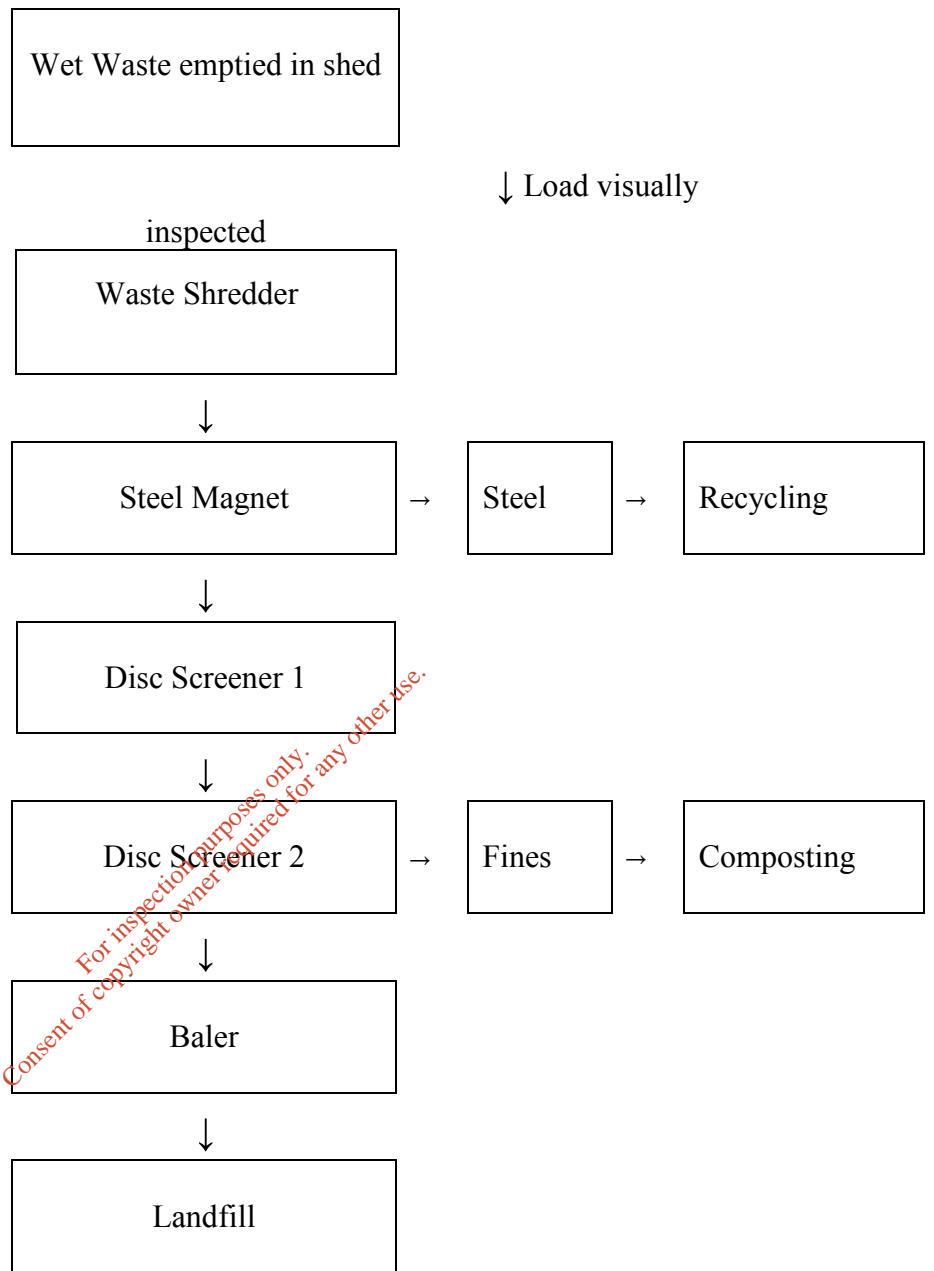 Wet Waste emptied in shed
↓ Load visually
inspected
Waste Shredder
↓
Steel Magnet → Steel → Recycling
↓
Disc Screener 1
↓
Disc Screener 2 → Fines → Composting
↓
Baler
↓
Landfill
For inspection purposes only.
Consent of copyright owner required for any other use.